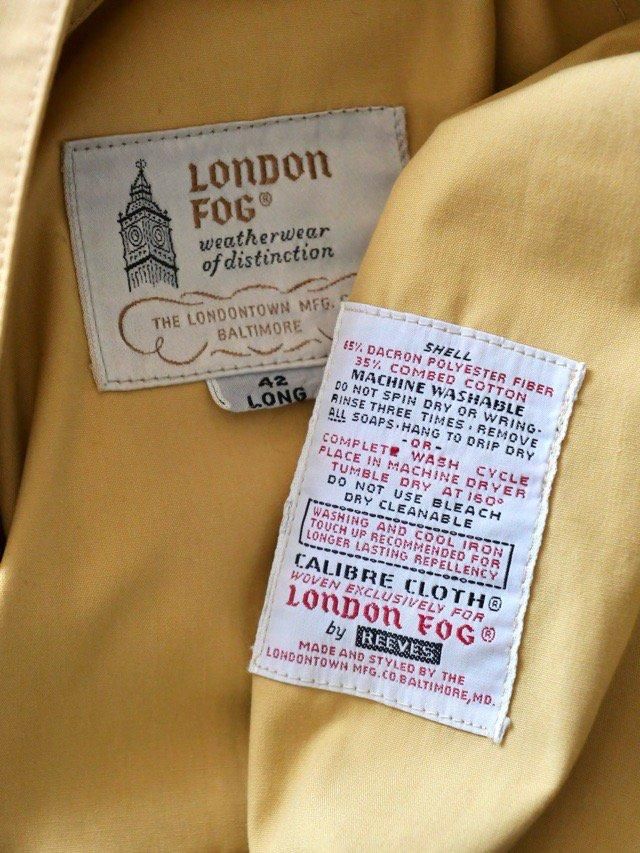 LONDON
FOG®
weatherwear
of distinction
THE LONDONTOWN MFG.
BALTIMORE
42
LONG
SHELL
65% DACRON POLYESTER FIBER
35% COMBED COTTON
MACHINE WASHABLE
DO NOT SPIN DRY OR WRING.
RINSE THREE TIMES, REMOVE
ALL SOAPS, HANG TO DRIP DRY
-OR-
COMPLETE WASH CYCLE
PLACE IN MACHINE DRYER
TUMBLE DRY AT 160°
DO NOT USE BLEACH
DRY CLEANABLE
WASHING AND COOL IRON
TOUCH UP RECOMMENDED FOR
LONGER LASTING REPELLENCY
CALIBRE CLOTH®
WOVEN EXCLUSIVELY FOR
LONDON FOG®
by REEVES
MADE AND STYLED BY THE
LONDONTOWN MFG.CO.BALTIMORE,MD.